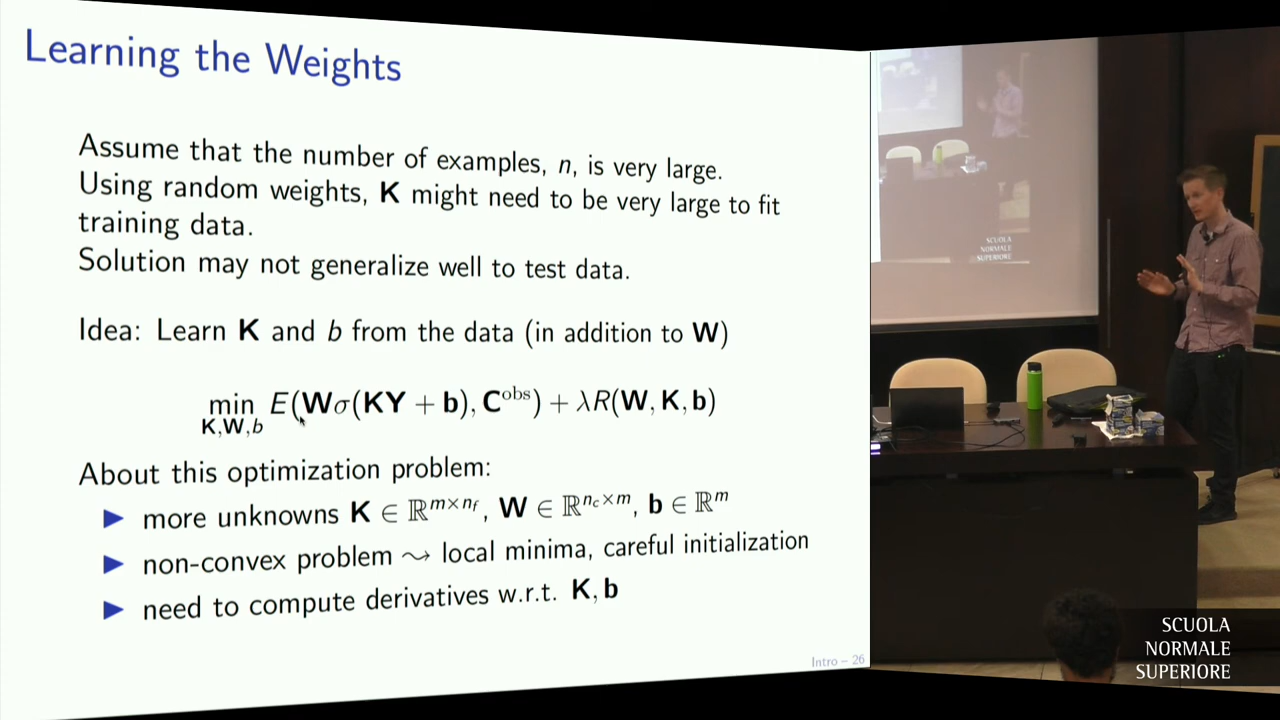 Learning the Weights
Assume that the number of examples, n, is very large.
Using random weights, K might need to be very large to fit
training data.
Solution may not generalize well to test data.
Idea: Learn K and b from the data (in addition to W)
min E(Wσ(KY + b), C^obs) + λR(W, K, b)
K,W,b
About this optimization problem:
▶ more unknowns K ∈ ℝ^{m×n_f}, W ∈ ℝ^{n_c×m}, b ∈ ℝ^m
▶ non-convex problem ⇝ local minima, careful initialization
▶ need to compute derivatives w.r.t. K, b
Intro – 26
SCUOLA
NORMALE
SUPERIORE
SCUOLA
NORMALE
SUPERIORE